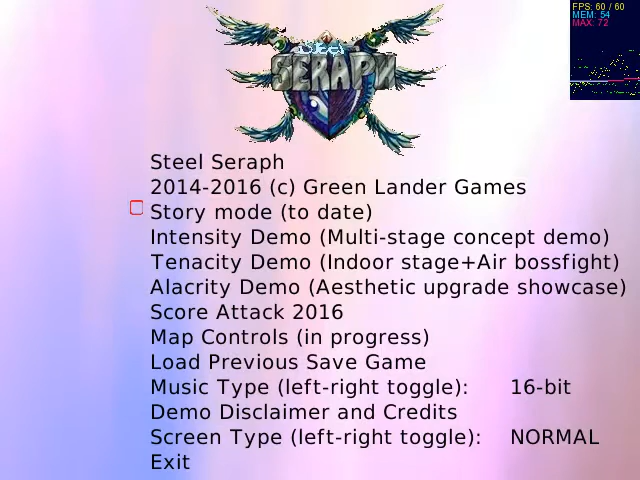 FPS: 60 / 60
MEM: 54
MAX: 72
Steel
SERAPH
Steel Seraph
2014-2016 (c) Green Lander Games
Story mode (to date)
Intensity Demo (Multi-stage concept demo)
Tenacity Demo (Indoor stage+Air bossfight)
Alacrity Demo (Aesthetic upgrade showcase)
Score Attack 2016
Map Controls (in progress)
Load Previous Save Game
Music Type (left-right toggle): 16-bit
Demo Disclaimer and Credits
Screen Type (left-right toggle): NORMAL
Exit